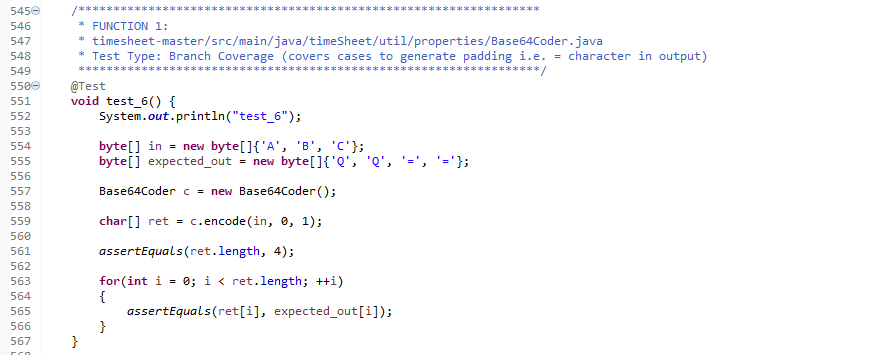 545 /******************************************************************
546  * FUNCTION 1:
547  * timesheet-master/src/main/java/timeSheet/util/properties/Base64Coder.java
548  * Test Type: Branch Coverage (covers cases to generate padding i.e. = character in output)
549  ******************************************************************/
550 @Test
551 void test_6() {
552     System.out.println("test_6");
553
554     byte[] in = new byte[]{'A', 'B', 'C'};
555     byte[] expected_out = new byte[]{'Q', 'Q', '=', '='};
556
557     Base64Coder c = new Base64Coder();
558
559     char[] ret = c.encode(in, 0, 1);
560
561     assertEquals(ret.length, 4);
562
563     for(int i = 0; i < ret.length; ++i)
564     {
565         assertEquals(ret[i], expected_out[i]);
566     }
567 }